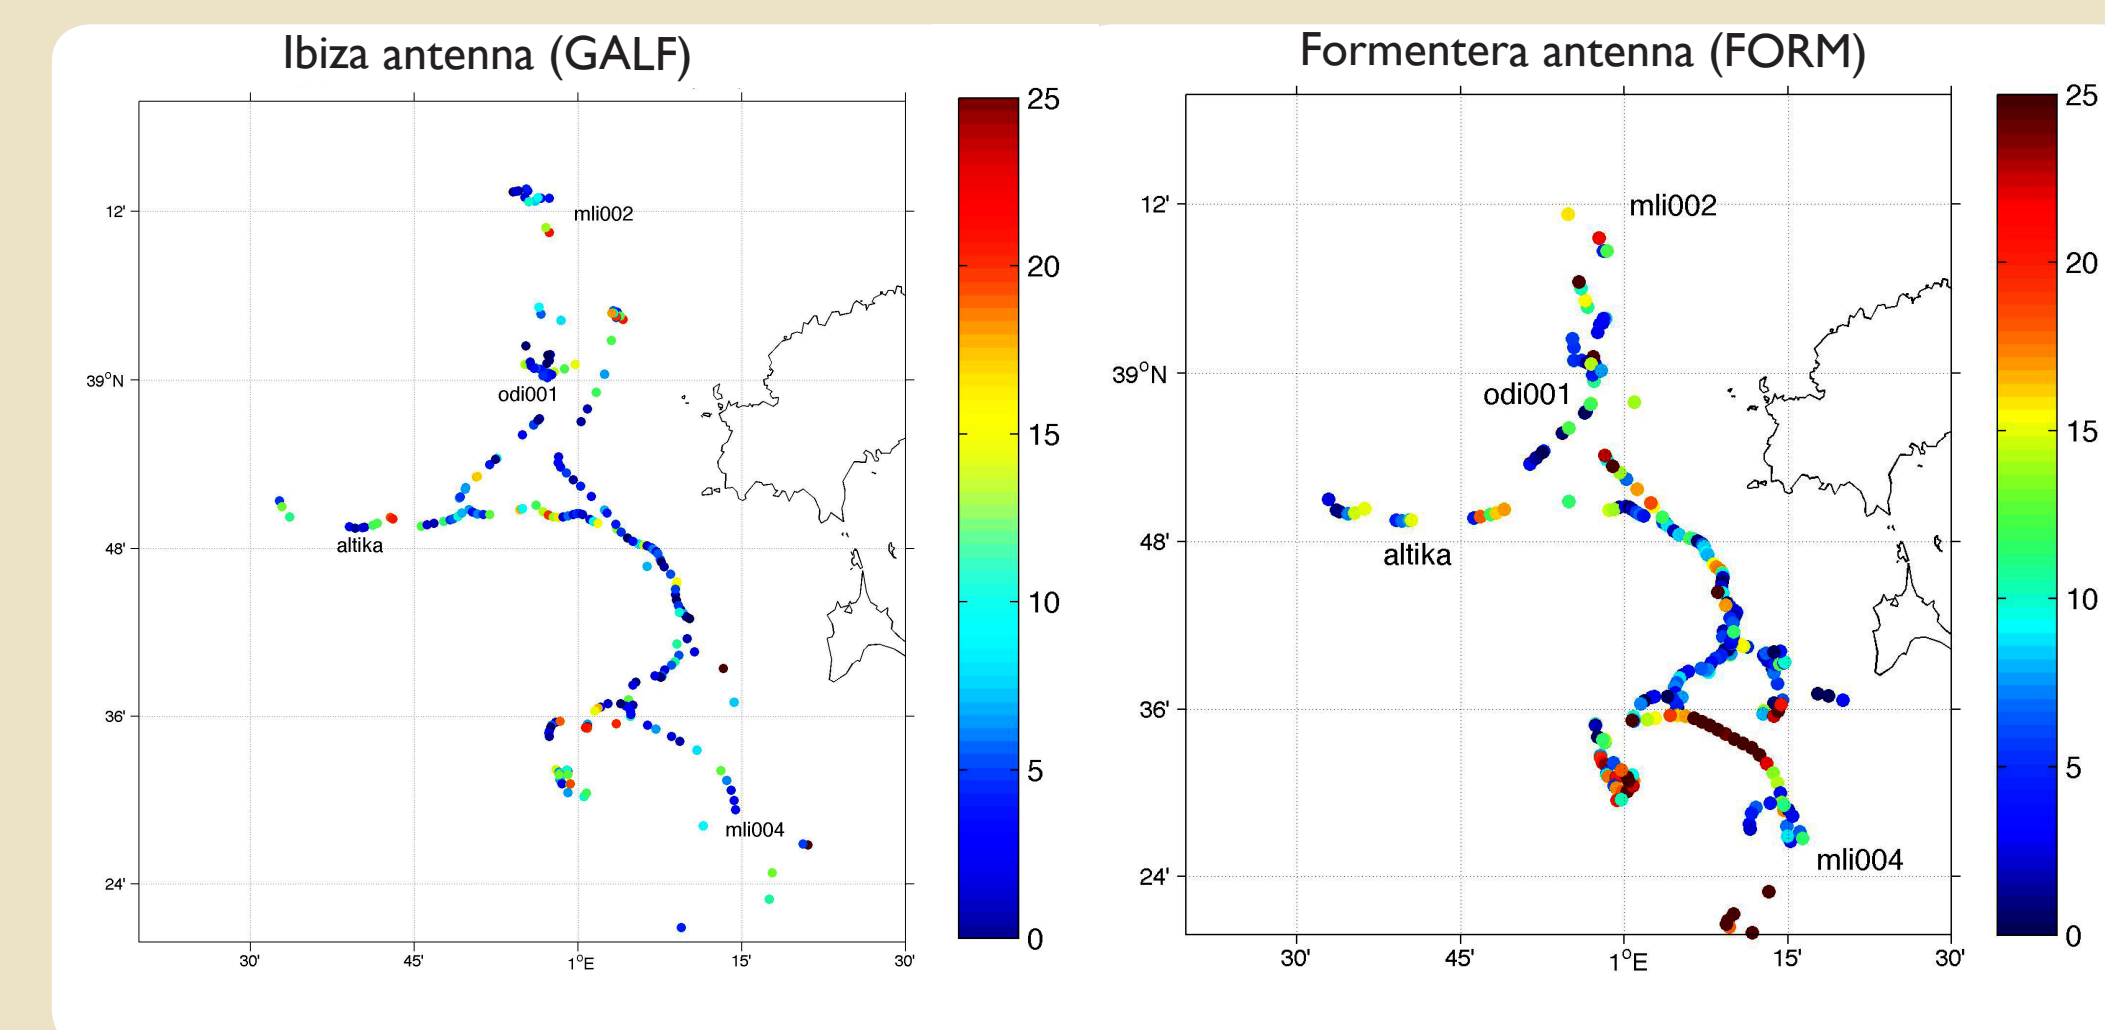 Ibiza antenna (GALF)
Formentera antenna (FORM)
12'
39°N
48'
36'
24'
30'
45'
1°E
15'
30'
mli002
odi001
altika
mli004
25
20
15
10
5
0
12'
39°N
48'
36'
24'
30'
45'
1°E
15'
30'
mli002
odi001
altika
mli004
25
20
15
10
5
0